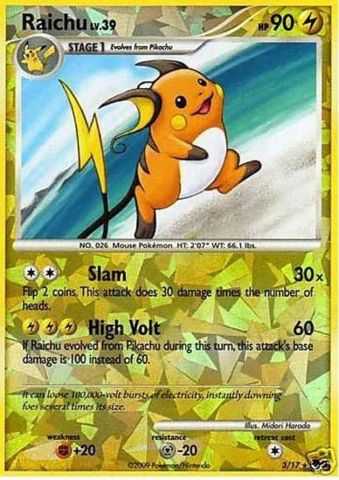 Raichu LV.39 HP 90
STAGE 1 Evolves from Pikachu
NO. 026 Mouse Pokémon HT: 2'07" WT: 66.1 lbs.
Slam 30x
Flip 2 coins. This attack does 30 damage times the number of
heads.
High Volt 60
If Raichu evolved from Pikachu during this turn, this attack's base
damage is 100 instead of 60.
It can loose 100,000-volt bursts of electricity, instantly downing
foes several times its size.
Illus. Midori Harada
weakness resistance retreat cost
+20 -20
©2009 Pokémon/Nintendo 3/17